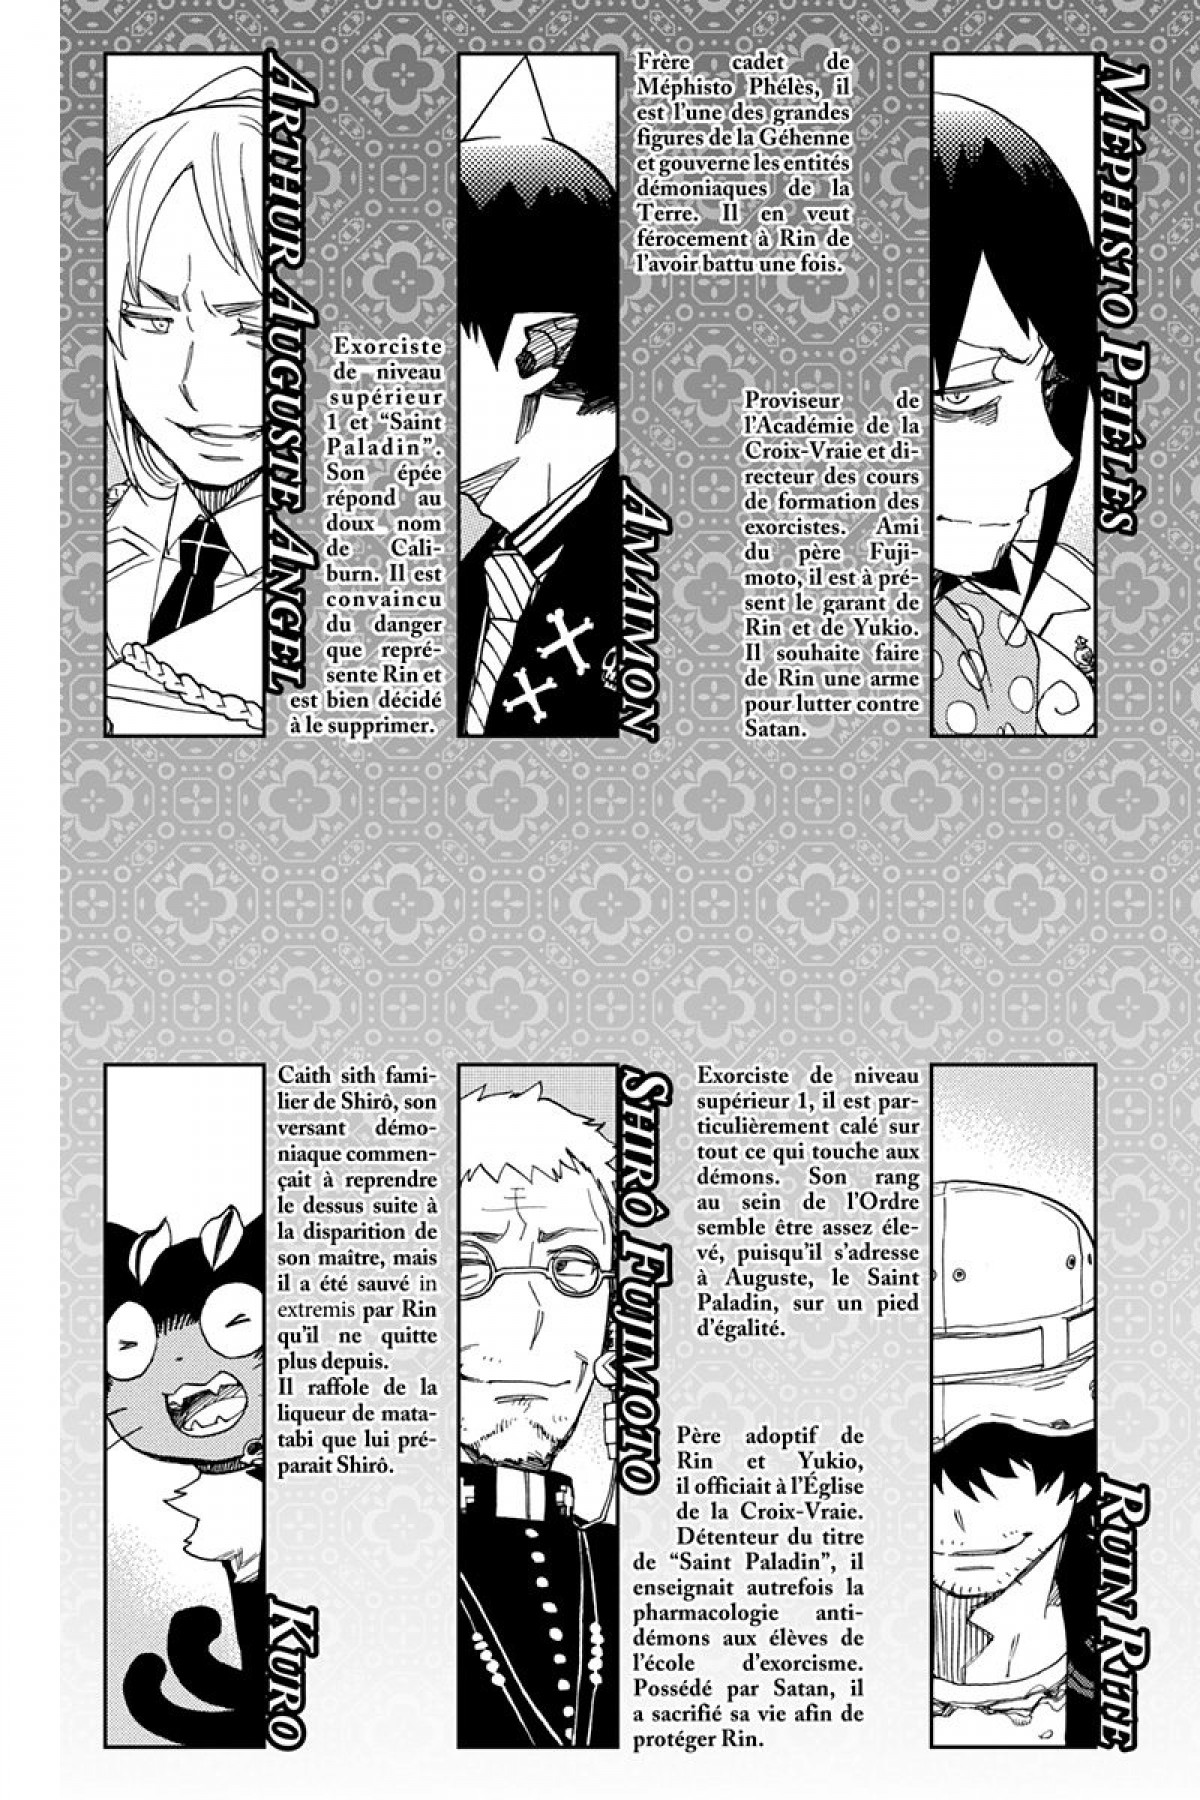 MÉPHISTO PHÉLÈS
Proviseur de
l'Académie de la
Croix-Vraie et di-
recteur des cours
de formation des
exorcistes. Ami
du père Fuji-
moto, il est à pré-
sent le garant de
Rin et de Yukio.
Il souhaite faire
de Rin une arme
pour lutter contre
Satan.
AMAIMON
Frère cadet de
Méphisto Phélès, il
est l'une des grandes
figures de la Géhenne
et gouverne les entités
démoniaques de la
Terre. Il en veut
férocement à Rin de
l'avoir battu une fois.
ARTHUR AUGUSTE ANGEL
Exorciste
de niveau
supérieur
1 et “Saint
Paladin”.
Son épée
répond au
doux nom
de Cali-
burn. Il est
convaincu
du danger
que repré-
sente Rin et
est bien décidé
à le supprimer.
RUIN RITE
Exorciste de niveau
supérieur 1, il est par-
ticulièrement calé sur
tout ce qui touche aux
démons. Son rang
au sein de l'Ordre
semble être assez éle-
vé, puisqu'il s'adresse
à Auguste, le Saint
Paladin, sur un pied
d'égalité.
SHIRÔ FUJIMOTO
Père adoptif de
Rin et Yukio,
il officiait à l'Église
de la Croix-Vraie.
Détenteur du titre
de “Saint Paladin”, il
enseignait autrefois la
pharmacologie anti-
démons aux élèves de
l'école d'exorcisme.
Possédé par Satan, il
a sacrifié sa vie afin de
protéger Rin.
KURO
Caith sith fami-
lier de Shirô, son
versant démo-
niaque commen-
çait à reprendre
le dessus suite à
la disparition de
son maître, mais
il a été sauvé in
extremis par Rin
qu'il ne quitte
plus depuis.
Il raffole de la
liqueur de mata-
tabi que lui pré-
parait Shirô.